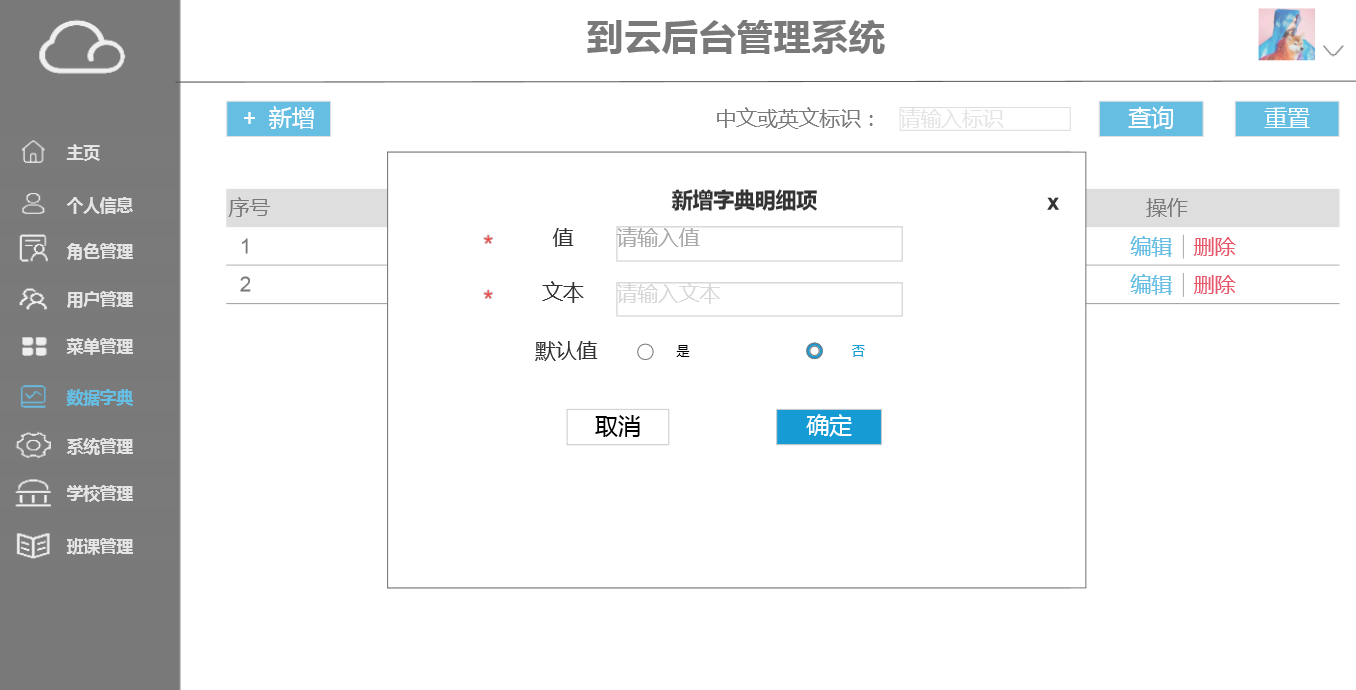 到云后台管理系统
+ 新增
中文或英文标识：
请输入标识
查询
重置
主页
个人信息
角色管理
用户管理
菜单管理
数据字典
系统管理
学校管理
班课管理
序号
操作
1
编辑
删除
2
编辑
删除
新增字典明细项
x
* 值
请输入值
* 文本
请输入文本
默认值
是
否
取消
确定